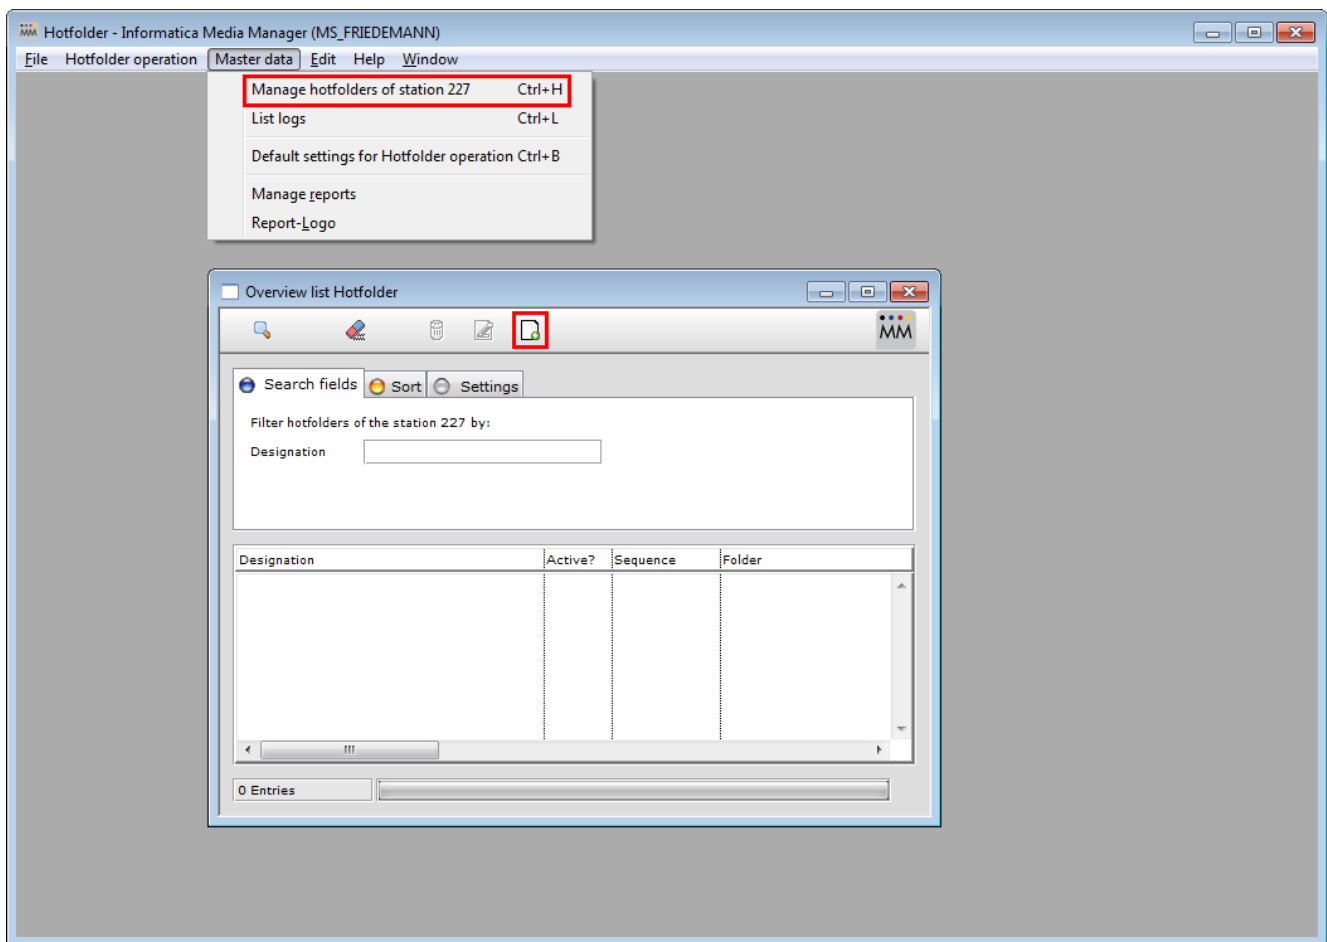 Hotfolder - Informatica Media Manager (MS_FRIEDEMANN)
File Hotfolder operation Master data Edit Help Window
Manage hotfolders of station 227 Ctrl+H
List logs Ctrl+L
Default settings for Hotfolder operation Ctrl+B
Manage reports
Report-Logo
Overview list Hotfolder
MM
Search fields Sort Settings
Filter hotfolders of the station 227 by:
Designation
Designation Active? Sequence Folder
0 Entries